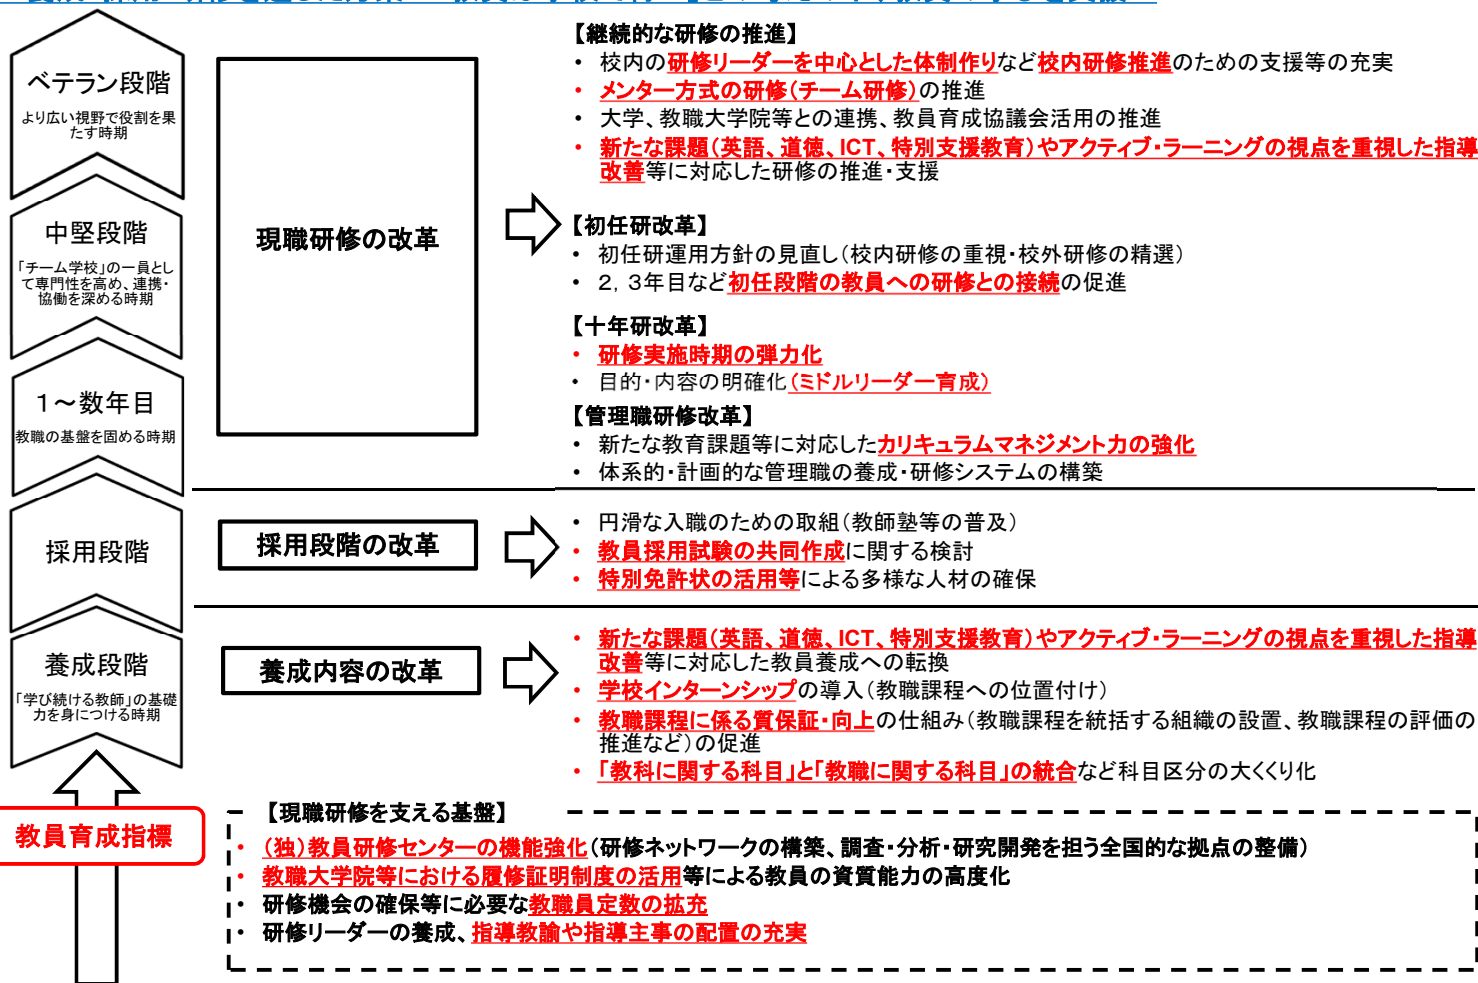 ベテラン段階
より広い視野で役割を果
たす時期
中堅段階
「チーム学校」の一員とし
て専門性を高め、連携・
協働を深める時期
1～数年目
教職の基盤を固める時期
採用段階
養成段階
「学び続ける教師」の基礎
力を身につける時期
教員育成指標
現職研修の改革
【継続的な研修の推進】
• 校内の研修リーダーを中心とした体制作りなど校内研修推進のための支援等の充実
• メンター方式の研修(チーム研修)の推進
• 大学、教職大学院等との連携、教員育成協議会活用の推進
• 新たな課題(英語、道徳、ICT、特別支援教育)やアクティブ・ラーニングの視点を重視した指導
改善等に対応した研修の推進・支援
【初任研改革】
• 初任研運用方針の見直し(校内研修の重視・校外研修の精選)
• 2, 3年目など初任段階の教員への研修との接続の促進
【十年研改革】
• 研修実施時期の弾力化
• 目的・内容の明確化(ミドルリーダー育成)
【管理職研修改革】
• 新たな教育課題等に対応したカリキュラムマネジメント力の強化
• 体系的・計画的な管理職の養成・研修システムの構築
採用段階の改革
• 円滑な入職のための取組(教師塾等の普及)
• 教員採用試験の共同作成に関する検討
• 特別免許状の活用等による多様な人材の確保
養成内容の改革
• 新たな課題(英語、道徳、ICT、特別支援教育)やアクティブ・ラーニングの視点を重視した指導
改善等に対応した教員養成への転換
• 学校インターンシップの導入(教職課程への位置付け)
• 教職課程に係る質保証・向上の仕組み(教職課程を統括する組織の設置、教職課程の評価の
推進など)の促進
• 「教科に関する科目」と「教職に関する科目」の統合など科目区分の大くくり化
【現職研修を支える基盤】
• (独)教員研修センターの機能強化(研修ネットワークの構築、調査・分析・研究開発を担う全国的な拠点の整備)
• 教職大学院等における履修証明制度の活用等による教員の資質能力の高度化
• 研修機会の確保等に必要な教職員定数の拡充
• 研修リーダーの養成、指導教諭や指導主事の配置の充実